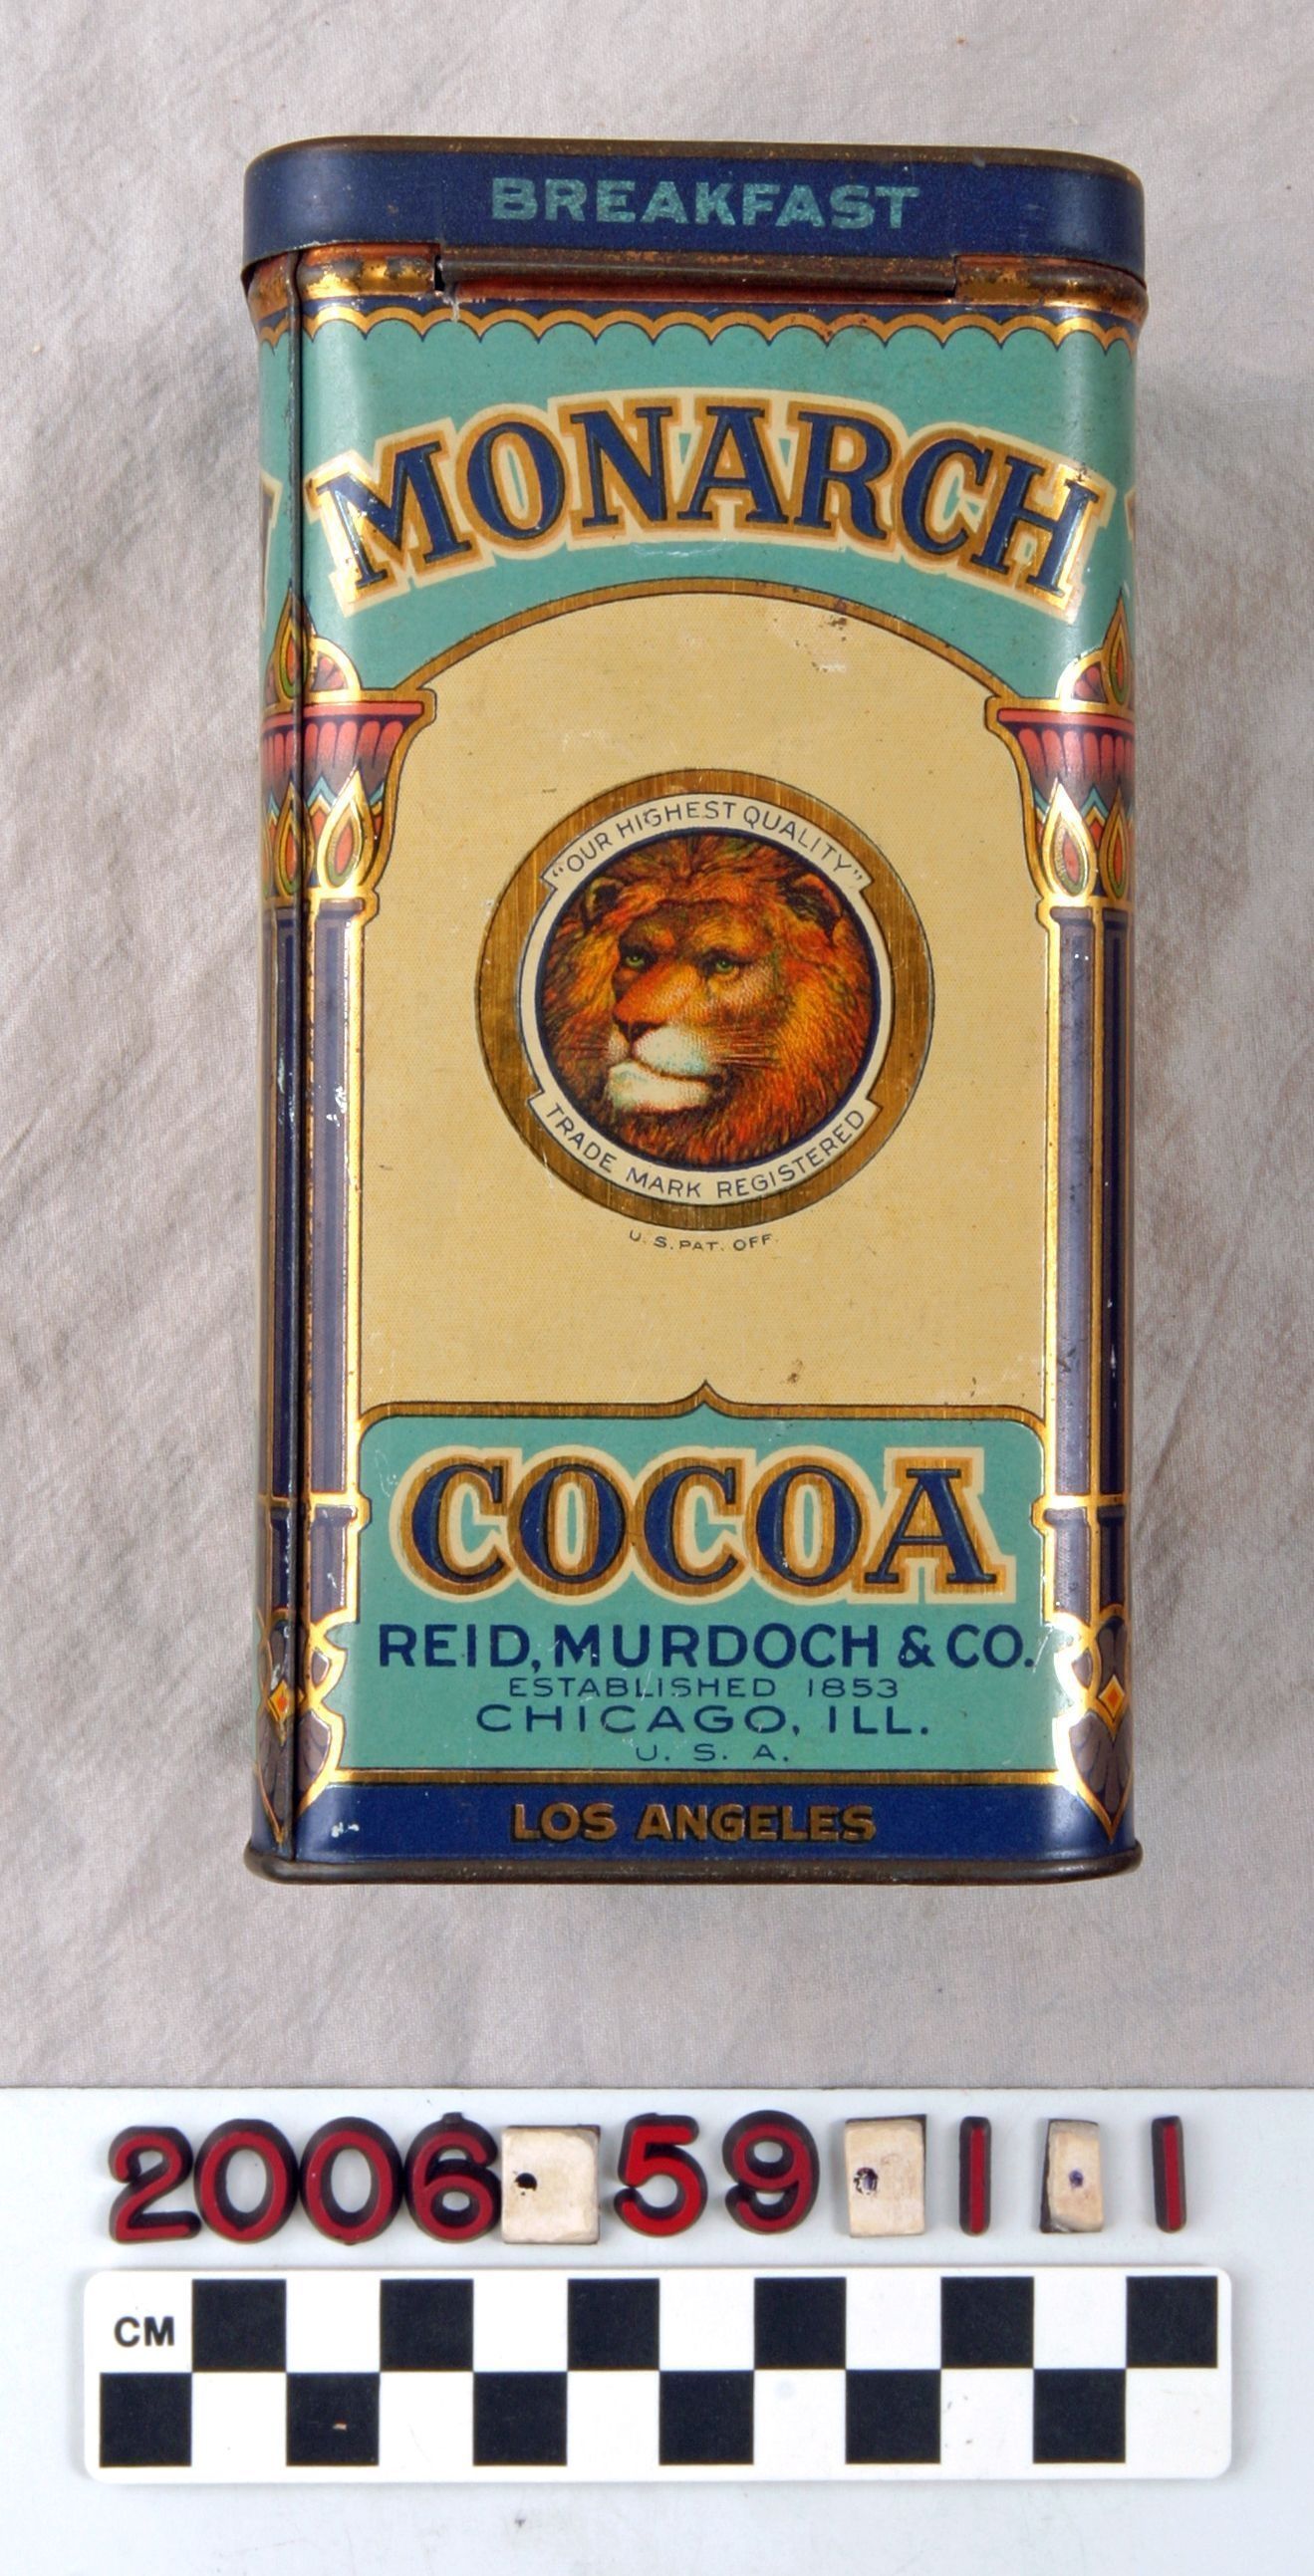 BREAKFAST
MONARCH
"OUR HIGHEST QUALITY"
TRADE MARK REGISTERED
U. S. PAT. OFF.
COCOA
REID, MURDOCH & CO.
ESTABLISHED 1853
CHICAGO, ILL.
U. S. A.
LOS ANGELES
2006.59.1.1
CM